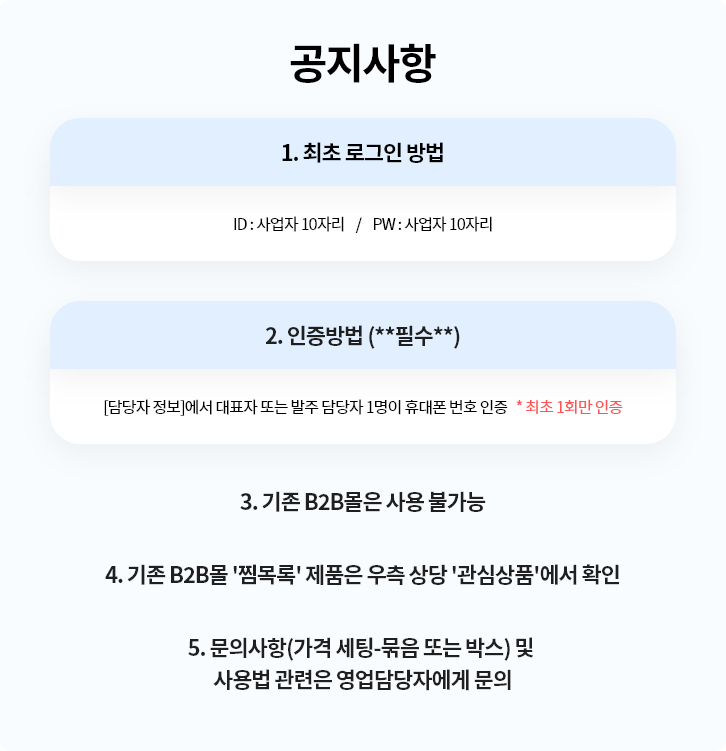 공지사항
1. 최초 로그인 방법
ID : 사업자 10자리 / PW : 사업자 10자리
2. 인증방법 (**필수**)
[담당자 정보]에서 대표자 또는 발주 담당자 1명이 휴대폰 번호 인증 * 최초 1회만 인증
3. 기존 B2B몰은 사용 불가능
4. 기존 B2B몰 '찜목록' 제품은 우측 상당 '관심상품'에서 확인
5. 문의사항(가격 세팅-묶음 또는 박스) 및
사용법 관련은 영업담당자에게 문의